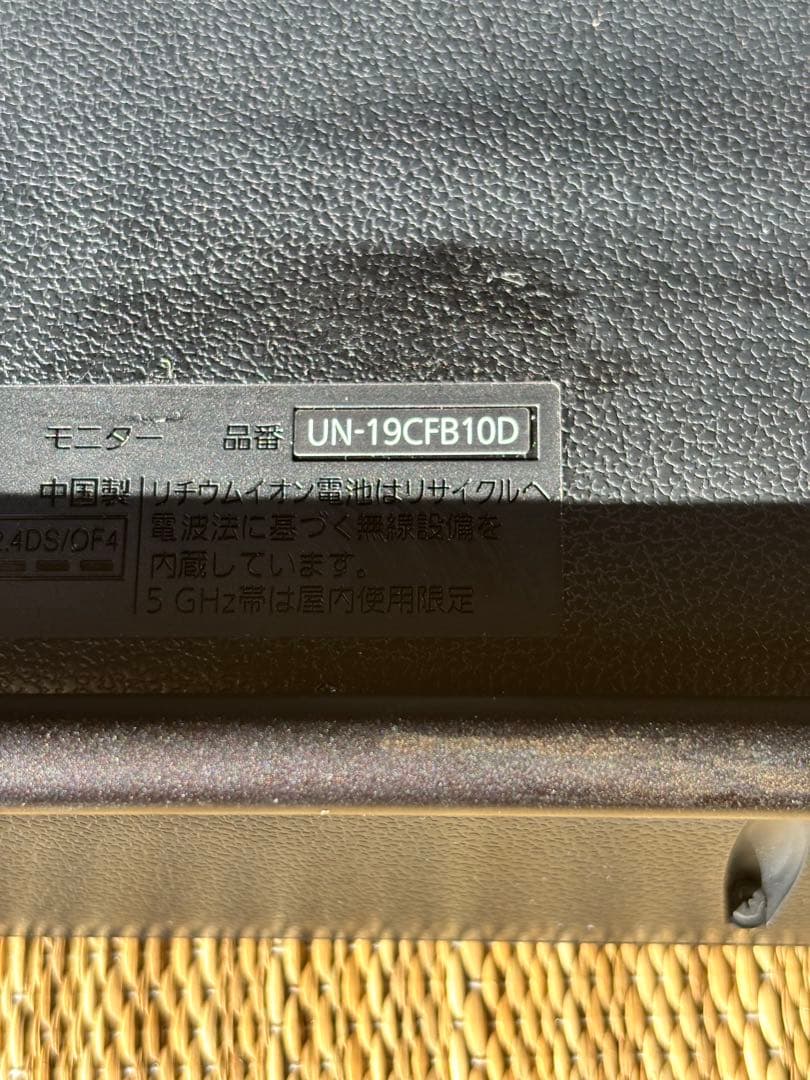 モニター 品番 UN-19CFB10D
中国製 リチウムイオン電池はリサイクルへ
2.4DS/OF4 電波法に基づく無線設備を
内蔵しています。
5 GHz帯は屋内使用限定